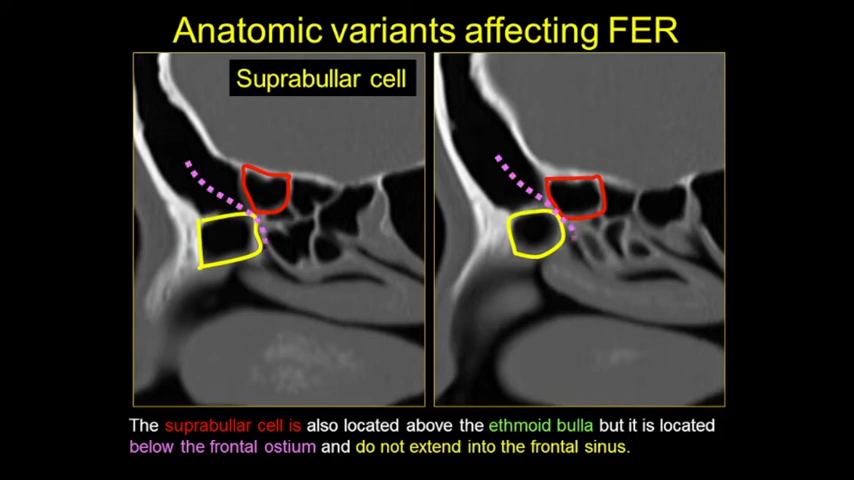 Anatomic variants affecting FER
Suprabullar cell
The suprabullar cell is also located above the ethmoid bulla but it is located
below the frontal ostium and do not extend into the frontal sinus.